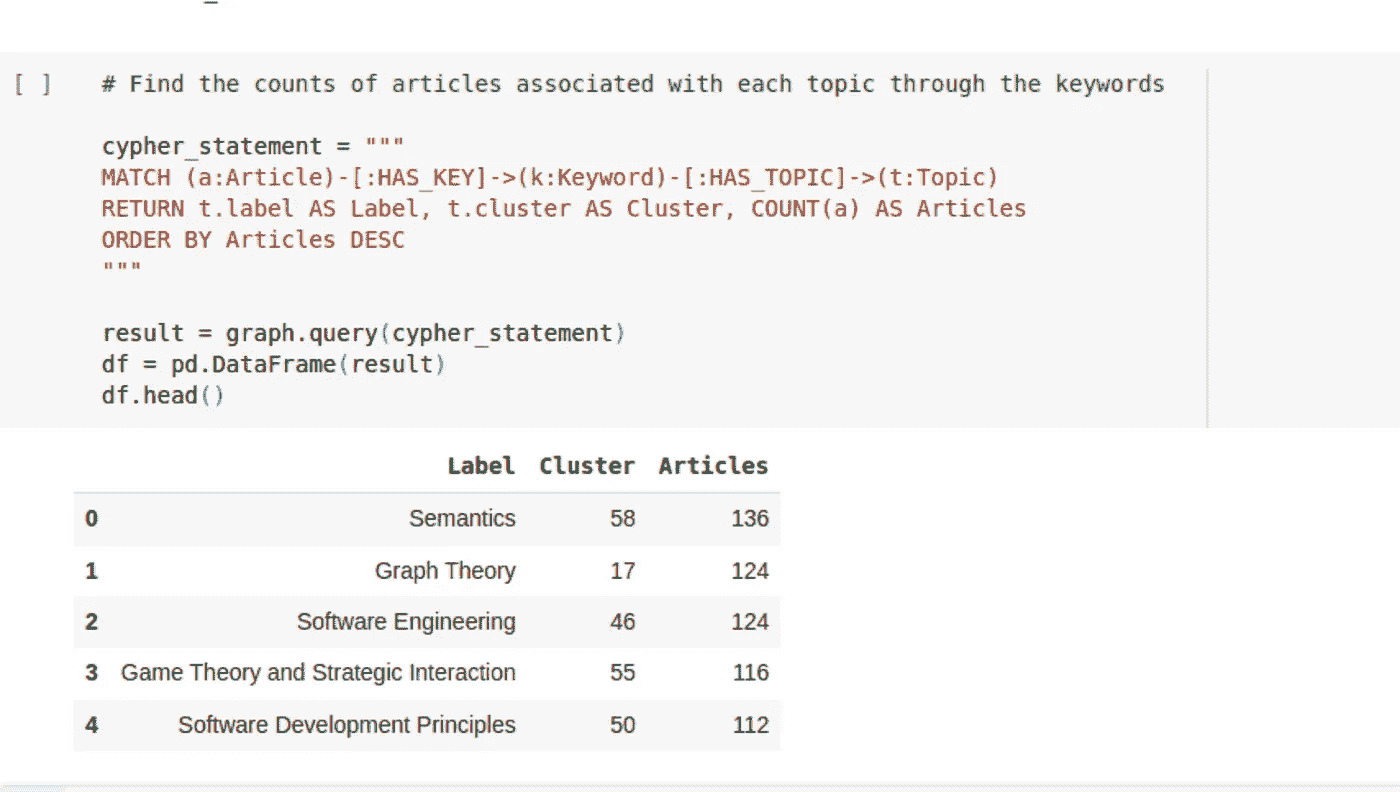 [ ] # Find the counts of articles associated with each topic through the keywords
cypher_statement = """
MATCH (a:Article)-[:HAS_KEY]->(k:Keyword)-[:HAS_TOPIC]->(t:Topic)
RETURN t.label AS Label, t.cluster AS Cluster, COUNT(a) AS Articles
ORDER BY Articles DESC
"""
result = graph.query(cypher_statement)
df = pd.DataFrame(result)
df.head()
Label Cluster Articles
0 Semantics 58 136
1 Graph Theory 17 124
2 Software Engineering 46 124
3 Game Theory and Strategic Interaction 55 116
4 Software Development Principles 50 112